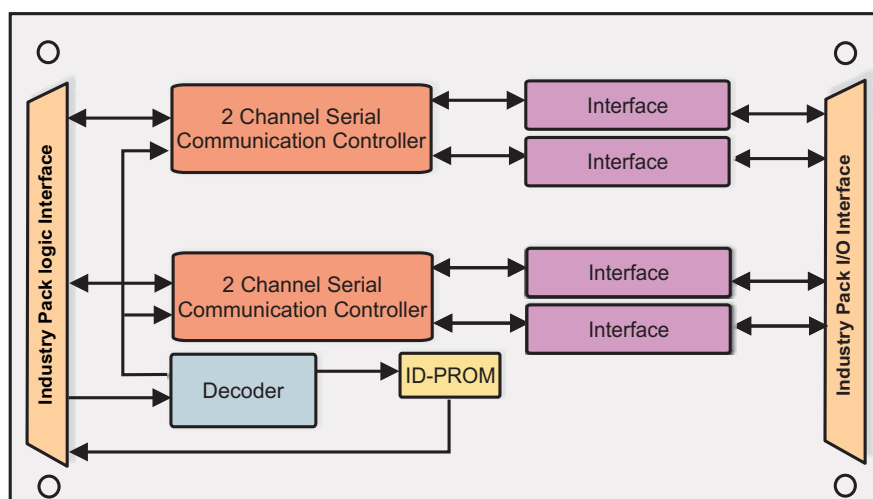 Industry Pack logic Interface
2 Channel Serial
Communication Controller
Interface
Interface
2 Channel Serial
Communication Controller
Interface
Interface
Decoder
ID-PROM
Industry Pack I/O Interface